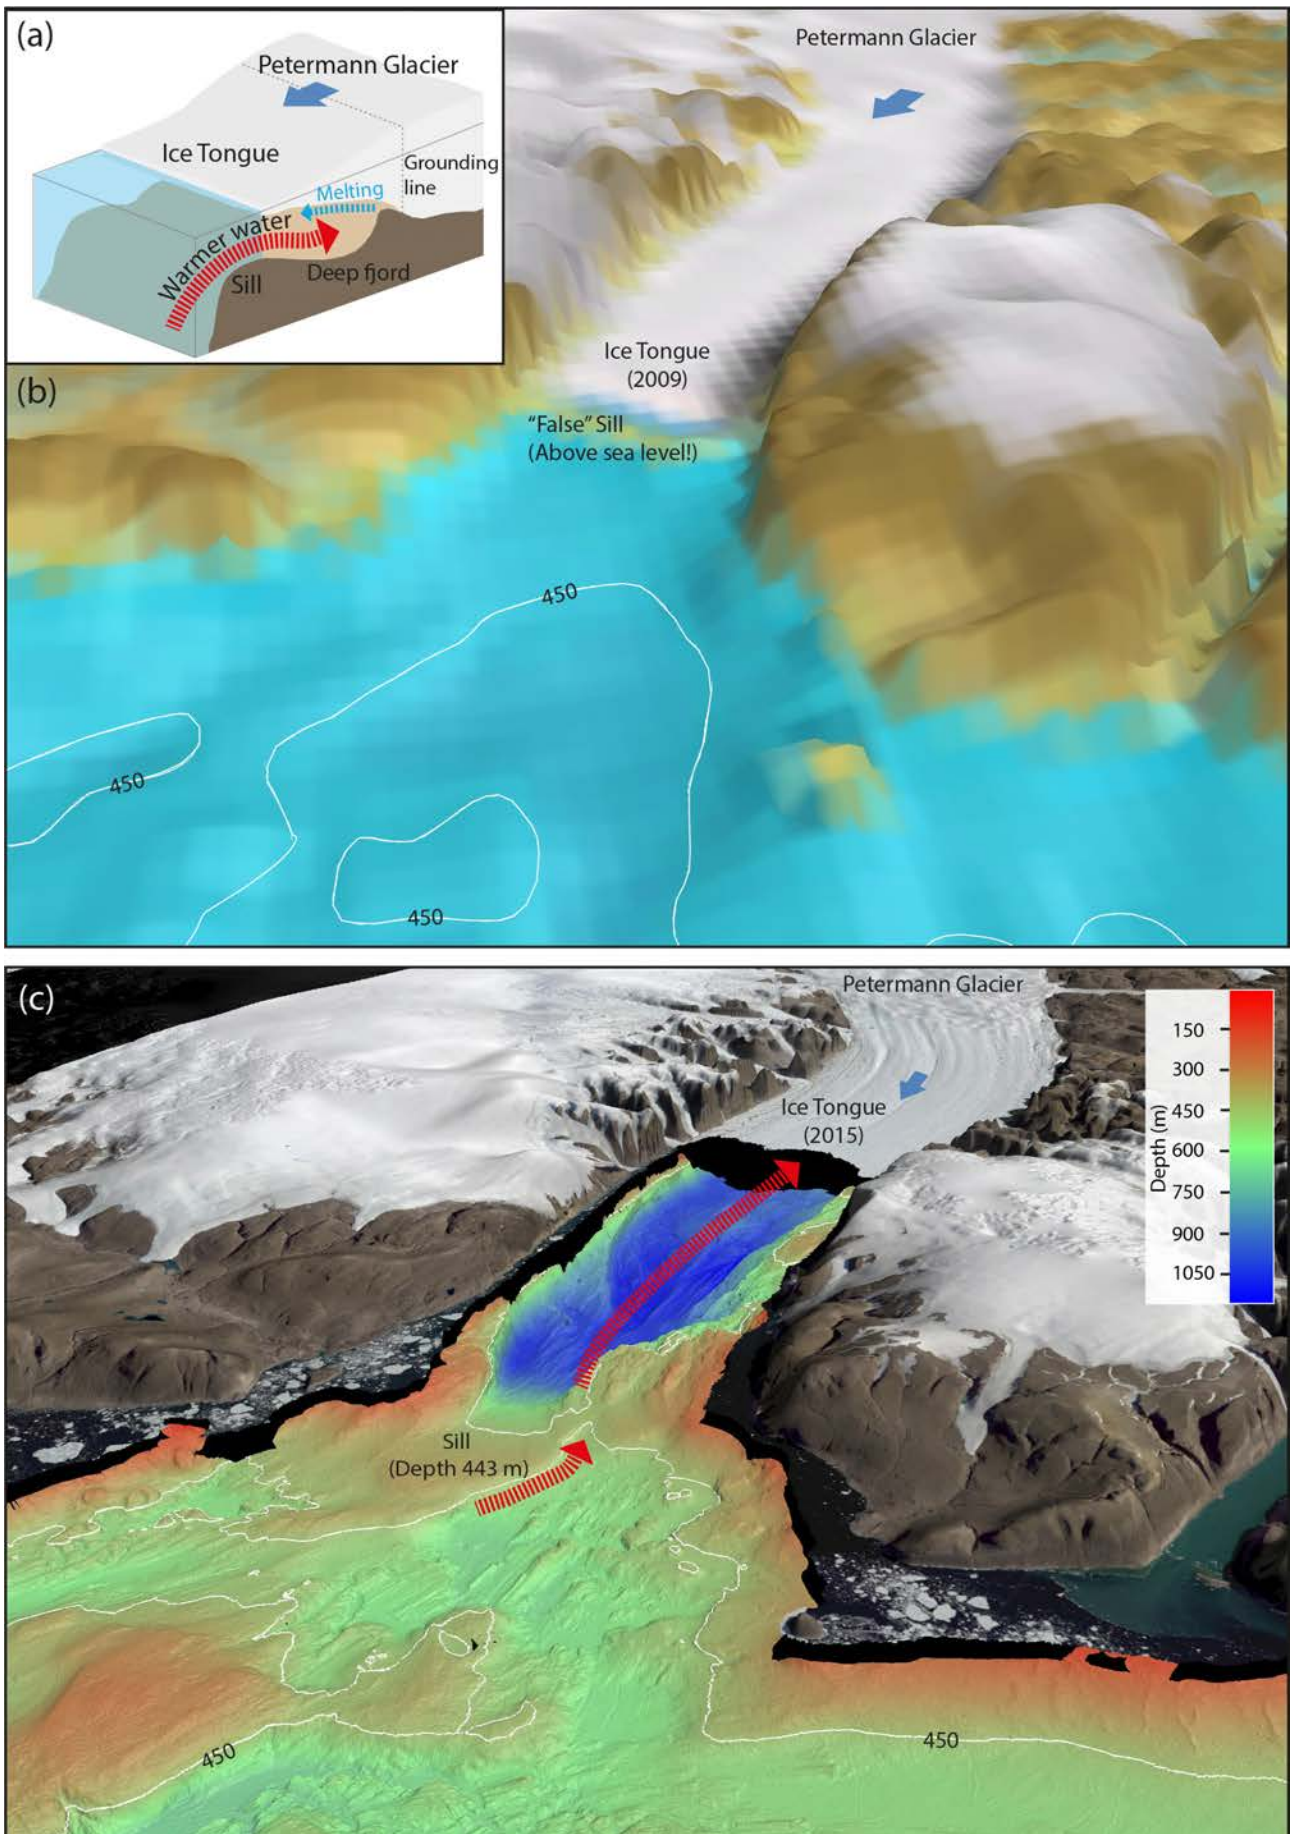 (a)
Petermann Glacier
Ice Tongue
Grounding
line
Melting
Warmer water
Sill
Deep fjord
(b)
Petermann Glacier
Ice Tongue
(2009)
“False” Sill
(Above sea level!)
450
450
450
(c)
Petermann Glacier
Ice Tongue
(2015)
Depth (m)
150
300
450
600
750
900
1050
Sill
(Depth 443 m)
450
450